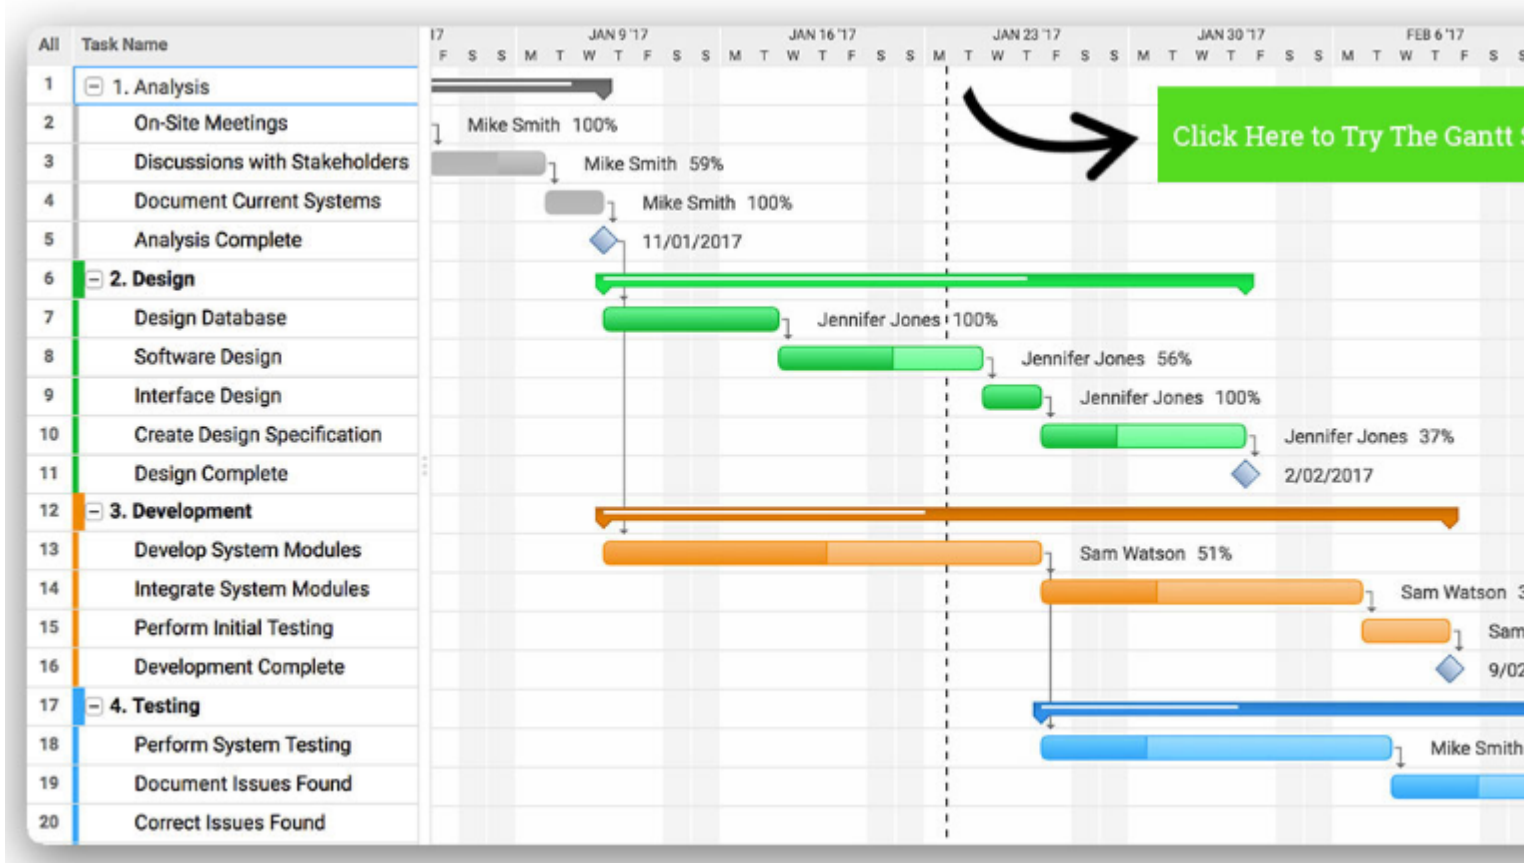 17 JAN 9 '17 JAN 16 '17 JAN 23 '17 JAN 30 '17 FEB 6 '17
All Task Name
F S S M T W T F S S M T W T F S S M T W T F S S M T W T F S S M T W T F S S
1 − 1. Analysis
2 On-Site Meetings Mike Smith 100%
Click Here to Try The Gantt S
3 Discussions with Stakeholders Mike Smith 59%
4 Document Current Systems Mike Smith 100%
5 Analysis Complete 11/01/2017
6 − 2. Design
7 Design Database Jennifer Jones 100%
8 Software Design Jennifer Jones 56%
9 Interface Design Jennifer Jones 100%
10 Create Design Specification Jennifer Jones 37%
11 Design Complete 2/02/2017
12 − 3. Development
13 Develop System Modules Sam Watson 51%
14 Integrate System Modules Sam Watson 3
15 Perform Initial Testing Sam
16 Development Complete 9/02
17 − 4. Testing
18 Perform System Testing Mike Smith
19 Document Issues Found
20 Correct Issues Found